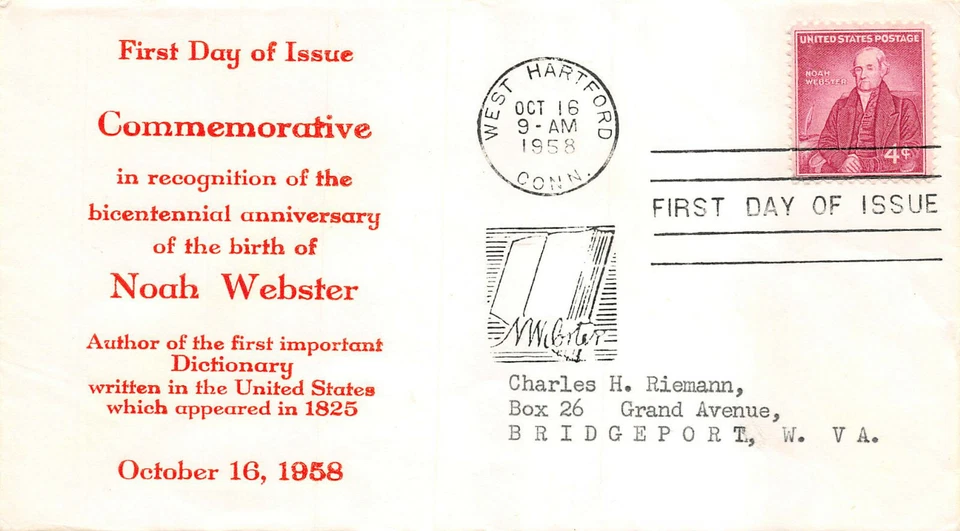 First Day of Issue
Commemorative
in recognition of the
bicentennial anniversary
of the birth of
Noah Webster
Author of the first important
Dictionary
written in the United States
which appeared in 1825
October 16, 1958
WEST HARTFORD
OCT 16
9-AM
1958
CONN.
UNITED STATES POSTAGE
NOAH
WEBSTER
4¢
FIRST DAY OF ISSUE
NWebster
Charles H. Riemann,
Box 26 Grand Avenue,
BRIDGEPORT, W. VA.